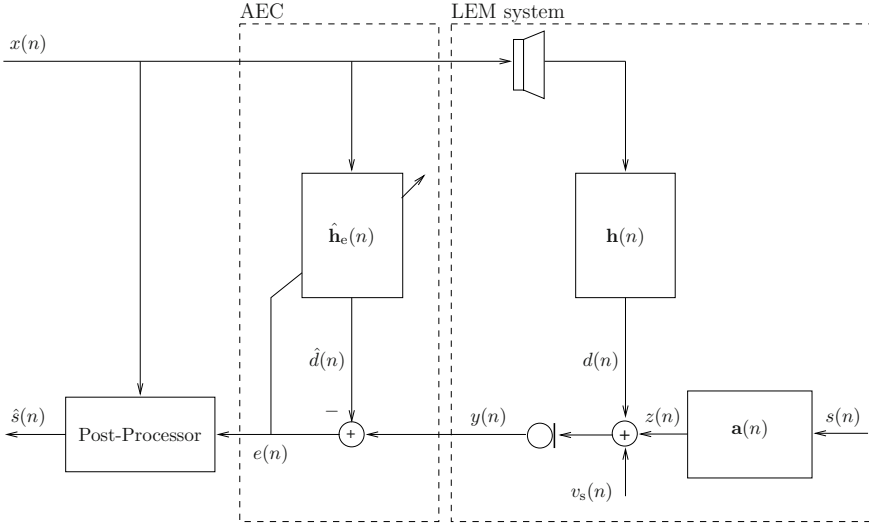 AEC
LEM system
x(n)
ĥₑ(n)
h(n)
d̂(n)
d(n)
ŝ(n)
Post-Processor
−
+
e(n)
y(n)
+
z(n)
a(n)
s(n)
vₛ(n)